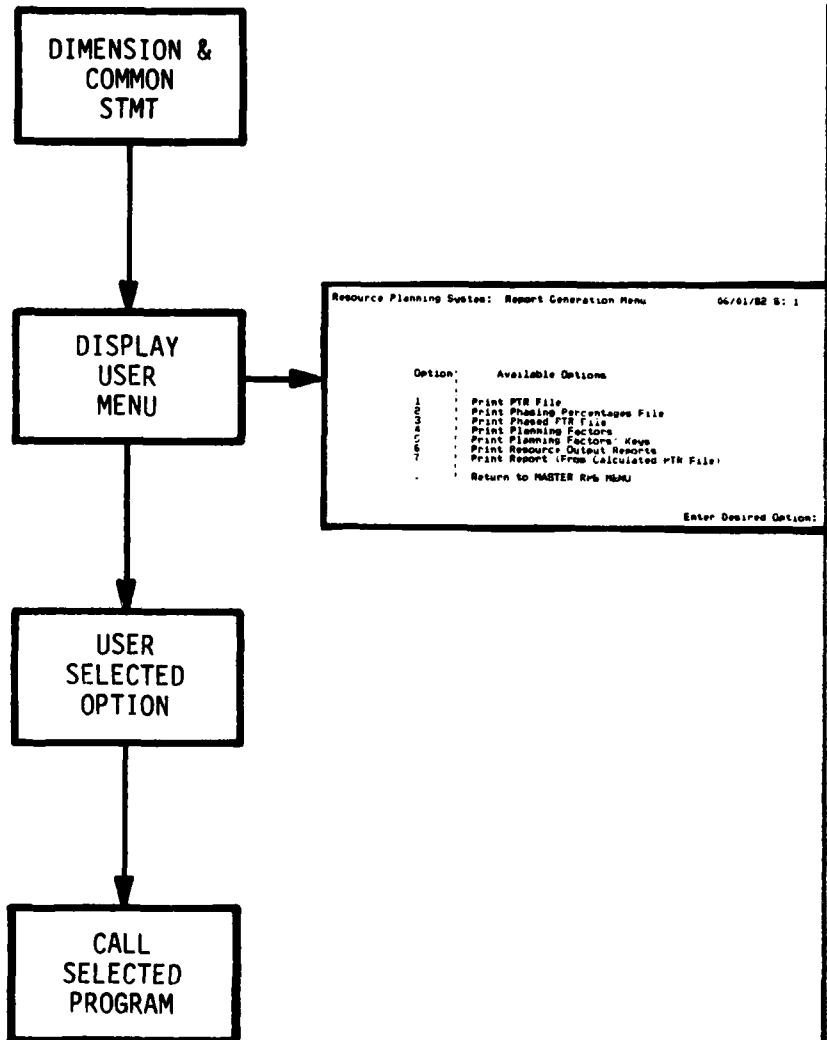 DIMENSION &
COMMON
STMT
DISPLAY
USER
MENU
Resource Planning System: Report Generation Menu 06/01/82 8: 1
Option Available Options
1 Print PTR File
2 Print Phasing Percentages File
3 Print Phased PTR File
4 Print Planning Factors
5 Print Planning Factors' Keys
6 Print Resource Output Reports
7 Print Report (From Calculated PTR File)
. Return to MASTER RPS MENU
Enter Desired Option:
USER
SELECTED
OPTION
CALL
SELECTED
PROGRAM